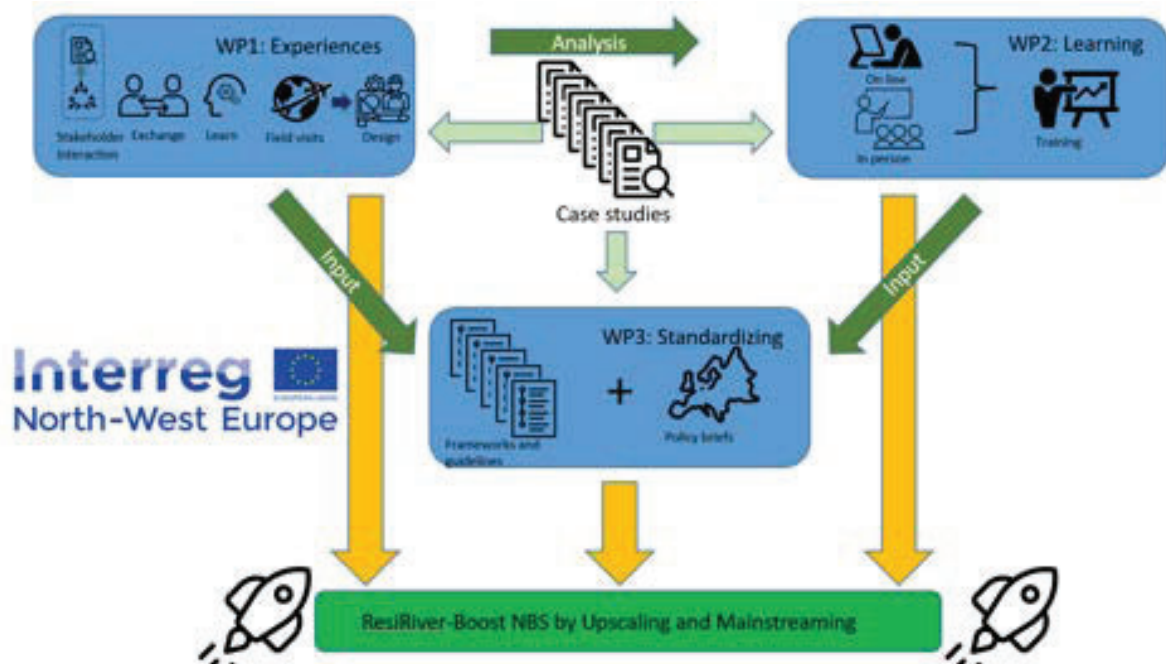 WP1: Experiences
Stakeholder
Interaction
Exchange
Learn
Field visits
Design
Analysis
Case studies
WP2: Learning
On line
In person
Training
Input
Input
WP3: Standardizing
+
Frameworks and
guidelines
Policy briefs
Interreg
EUROPEAN UNION
North-West Europe
ResiRiver-Boost NBS by Upscaling and Mainstreaming